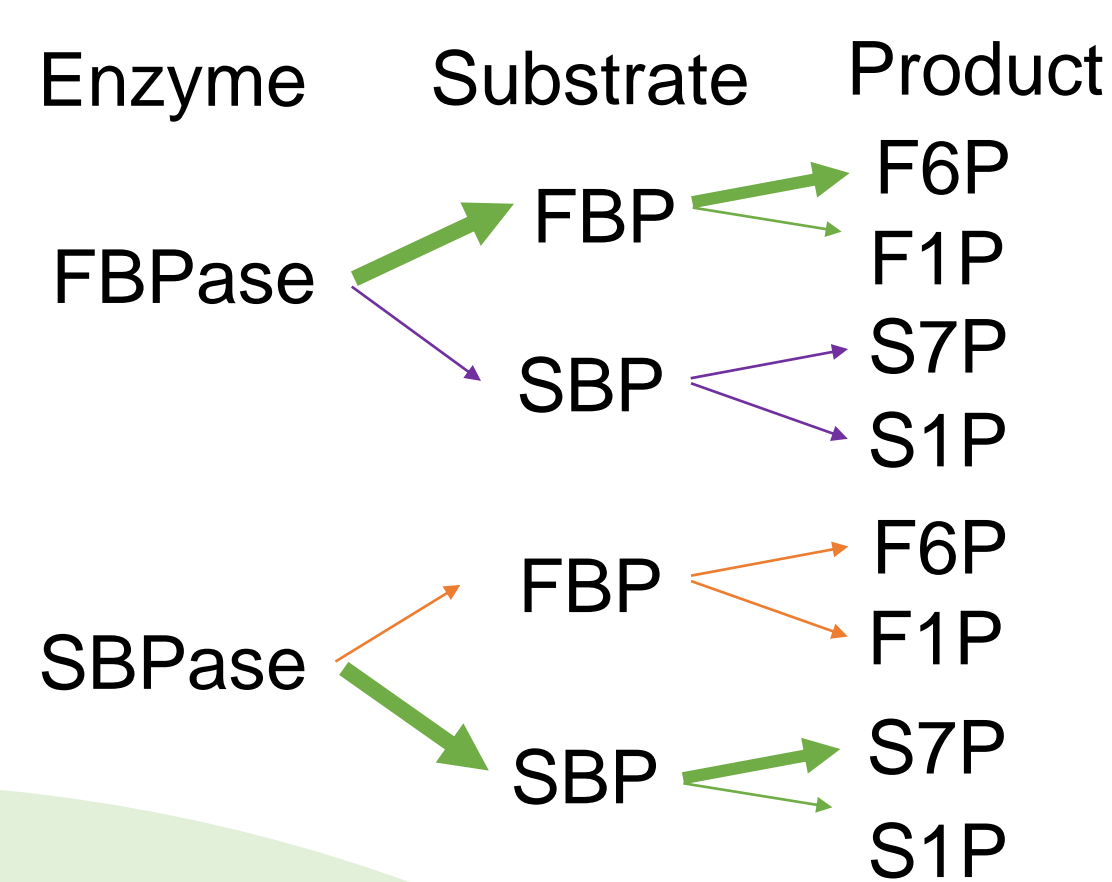 Enzyme Substrate Product
FBPase
FBP
F6P
F1P
SBP
S7P
S1P
SBPase
FBP
F6P
F1P
SBP
S7P
S1P